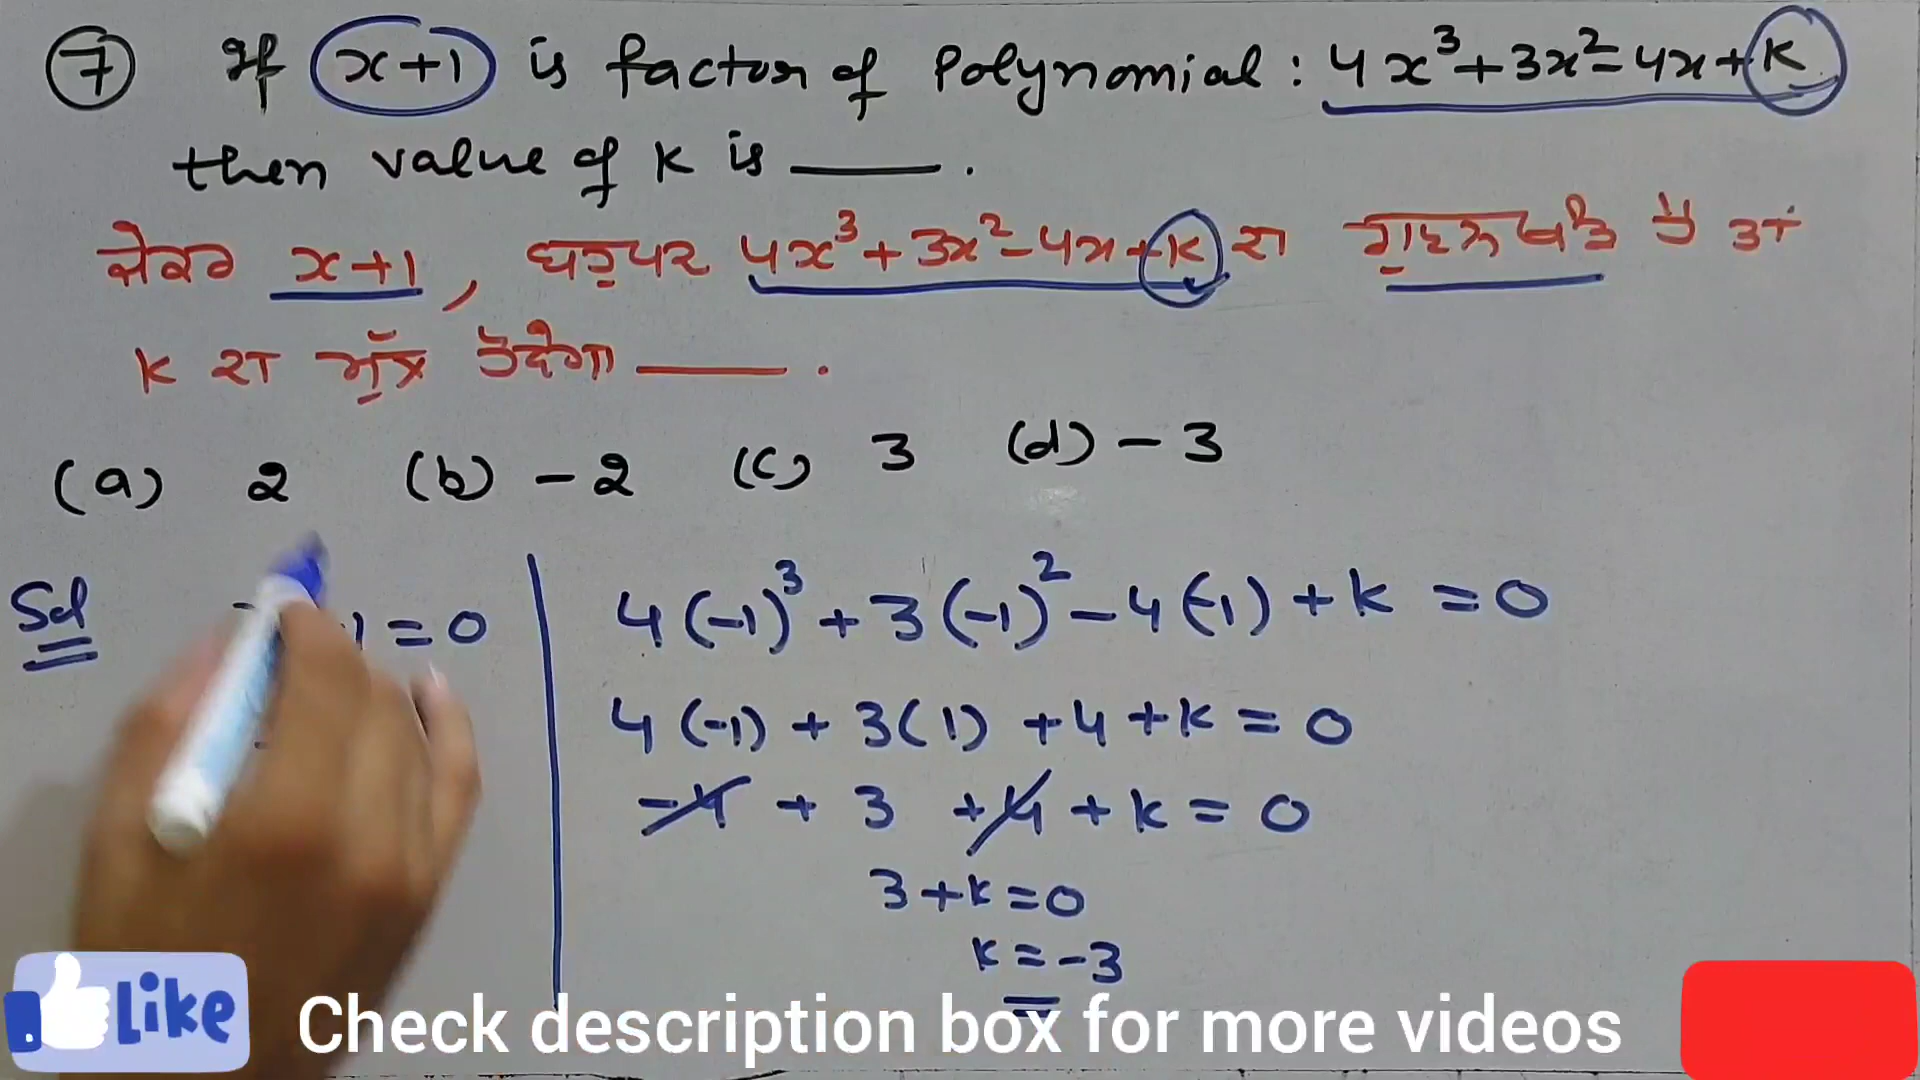 7 If x+1 is factor of Polynomial : 4x³+3x²-4x+k
then value of k is ____.
ਜੇਕਰ x+1, ਬਹੁਪਦ 4x³+3x²-4x+k ਦਾ ਗੁਣਨਖੰਡ ਹੈ ਤਾਂ
k ਦਾ ਮੁੱਲ ਹੋਵੇਗਾ ____.
(a) 2 (b) -2 (c) 3 (d) -3
Sol
1=0
4(-1)³+3(-1)²-4(-1)+k=0
4(-1)+3(1)+4+k=0
-4+3+4+k=0
3+k=0
k=-3
Like
Check description box for more videos